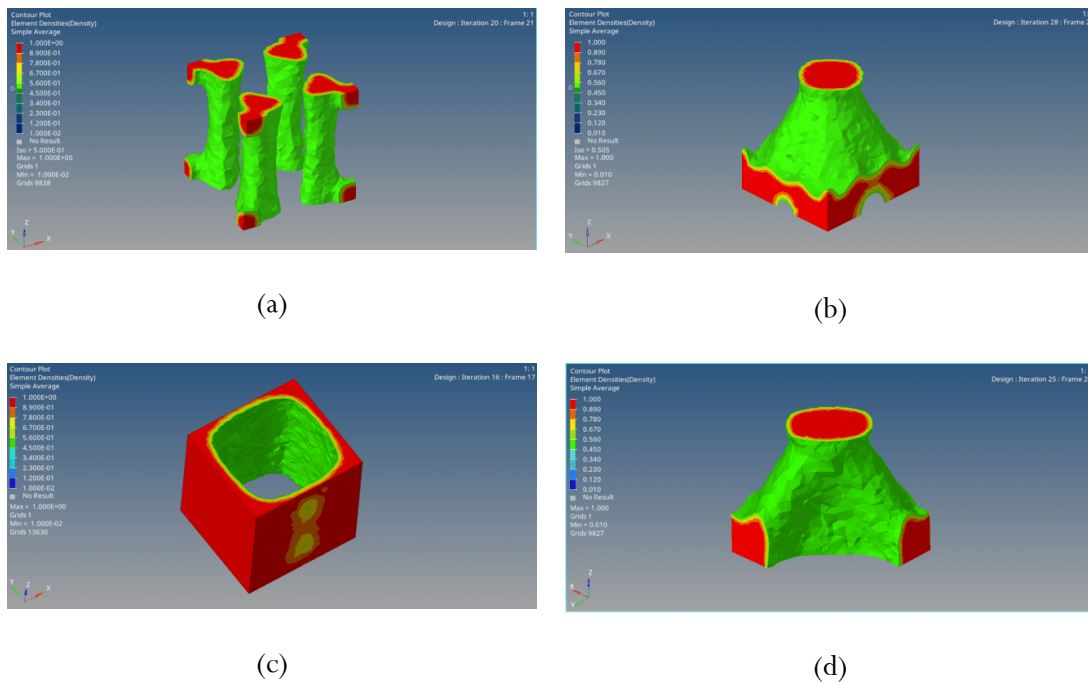 Contour Plot
Element Densities(Density)
Simple Average
1.000E+00
8.900E-01
7.800E-01
6.700E-01
5.600E-01
4.500E-01
3.400E-01
2.300E-01
1.200E-01
1.000E-02
No Result
Iso > 5.000E-01
Max = 1.000E+00
Grids 1
Min = 1.000E-02
Grids 9838
1: 1
Design : Iteration 20 : Frame 21
Z
Y
X
(a)
Contour Plot
Element Densities(Density)
Simple Average
1.000
0.890
0.780
0.670
0.560
0.450
0.340
0.230
0.120
0.010
No Result
Iso > 0.505
Max = 1.000
Grids 1
Min = 0.010
Grids 9827
1:
Design : Iteration 28 : Frame 2
Z
Y
X
(b)
Contour Plot
Element Densities(Density)
Simple Average
1.000E+00
8.900E-01
7.800E-01
6.700E-01
5.600E-01
4.500E-01
3.400E-01
2.300E-01
1.200E-01
1.000E-02
No Result
Max = 1.000E+00
Grids 1
Min = 1.000E-02
Grids 13636
1: 1
Design : Iteration 16 : Frame 17
Y
Z
X
(c)
Contour Plot
Element Densities(Density)
Simple Average
1.000
0.890
0.780
0.670
0.560
0.450
0.340
0.230
0.120
0.010
No Result
Max = 1.000
Grids 1
Min = 0.010
Grids 9827
1:
Design : Iteration 25 : Frame 2
Z
X
Y
(d)